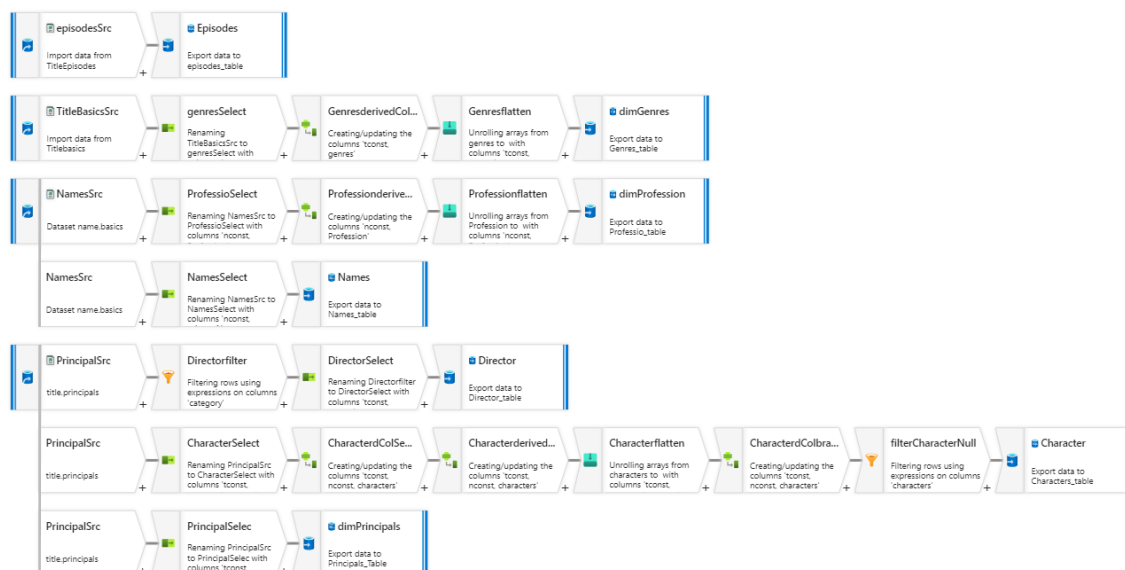 episodesSrc
Import data from
TitleEpisodes
+
Episodes
Export data to
episodes_table
TitleBasicsSrc
Import data from
Titlebasics
+
genresSelect
Renaming
TitleBasicsSrc to
genresSelect with
+
GenresderivedCol...
Creating/updating the
columns 'tconst,
genres'
+
Genresflatten
Unrolling arrays from
genres to with
columns 'tconst,
+
dimGenres
Export data to
Genres_table
NamesSrc
Dataset name.basics
+
ProfessioSelect
Renaming NamesSrc to
ProfessioSelect with
columns 'nconst,
+
Professionderive...
Creating/updating the
columns 'nconst,
Profession'
+
Professionflatten
Unrolling arrays from
Profession to with
columns 'nconst,
+
dimProfession
Export data to
Professio_table
NamesSrc
Dataset name.basics
+
NamesSelect
Renaming NamesSrc to
NamesSelect with
columns 'nconst,
+
Names
Export data to
Names_table
PrincipalSrc
title.principals
+
Directorfilter
Filtering rows using
expressions on columns
'category'
+
DirectorSelect
Renaming Directorfilter
to DirectorSelect with
columns 'tconst,
+
Director
Export data to
Director_table
PrincipalSrc
title.principals
+
CharacterSelect
Renaming PrincipalSrc
to CharacterSelect with
columns 'tconst,
+
CharacterdColSe...
Creating/updating the
columns 'tconst,
nconst, characters'
+
Characterderived...
Creating/updating the
columns 'tconst,
nconst, characters'
+
Characterflatten
Unrolling arrays from
characters to with
columns 'tconst,
+
CharacterdColbra...
Creating/updating the
columns 'tconst,
nconst, characters'
+
filterCharacterNull
Filtering rows using
expressions on columns
'characters'
+
Character
Export data to
Characters_table
PrincipalSrc
title.principals
+
PrincipalSelec
Renaming PrincipalSrc
to PrincipalSelec with
columns 'tconst
+
dimPrincipals
Export data to
Principals_Table